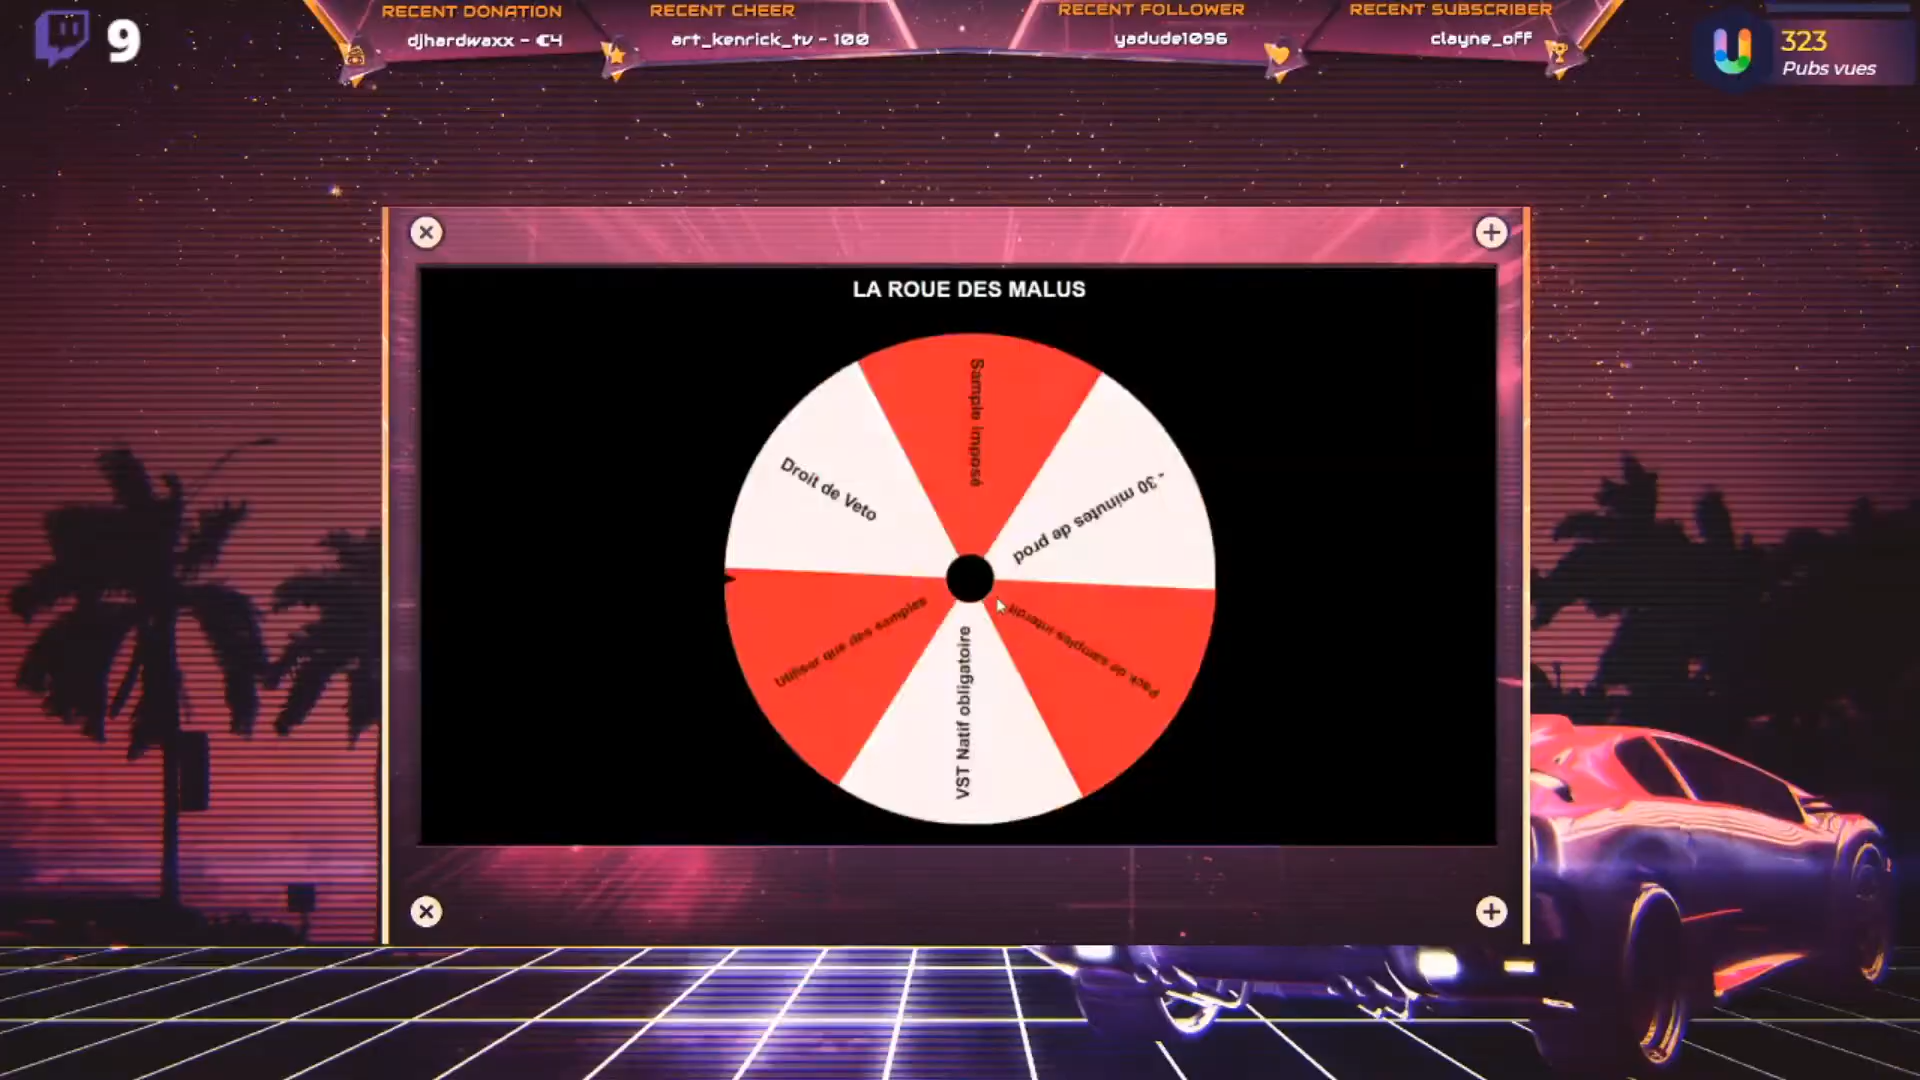 9
RECENT DONATION
djhardwaxx - €4
RECENT CHEER
art_kenrick_tv - 100
RECENT FOLLOWER
yadude1096
RECENT SUBSCRIBER
clayne_off
323
Pubs vues
LA ROUE DES MALUS
Sample imposé
- 30 minutes de prod
Pack de samples interdit
VST Natif obligatoire
Utiliser que des samples
Droit de Veto